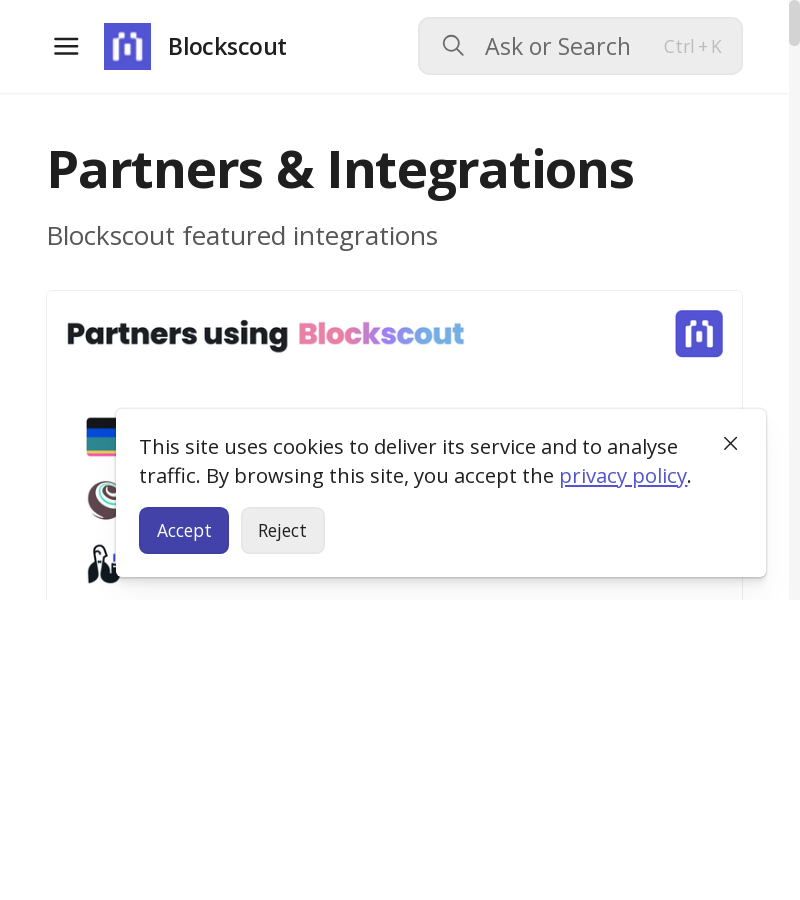 Blockscout
Ask or Search
Ctrl + K
Partners & Integrations
Blockscout featured integrations
Partners using Blockscout
This site uses cookies to deliver its service and to analyse
traffic. By browsing this site, you accept the privacy policy.
Accept
Reject